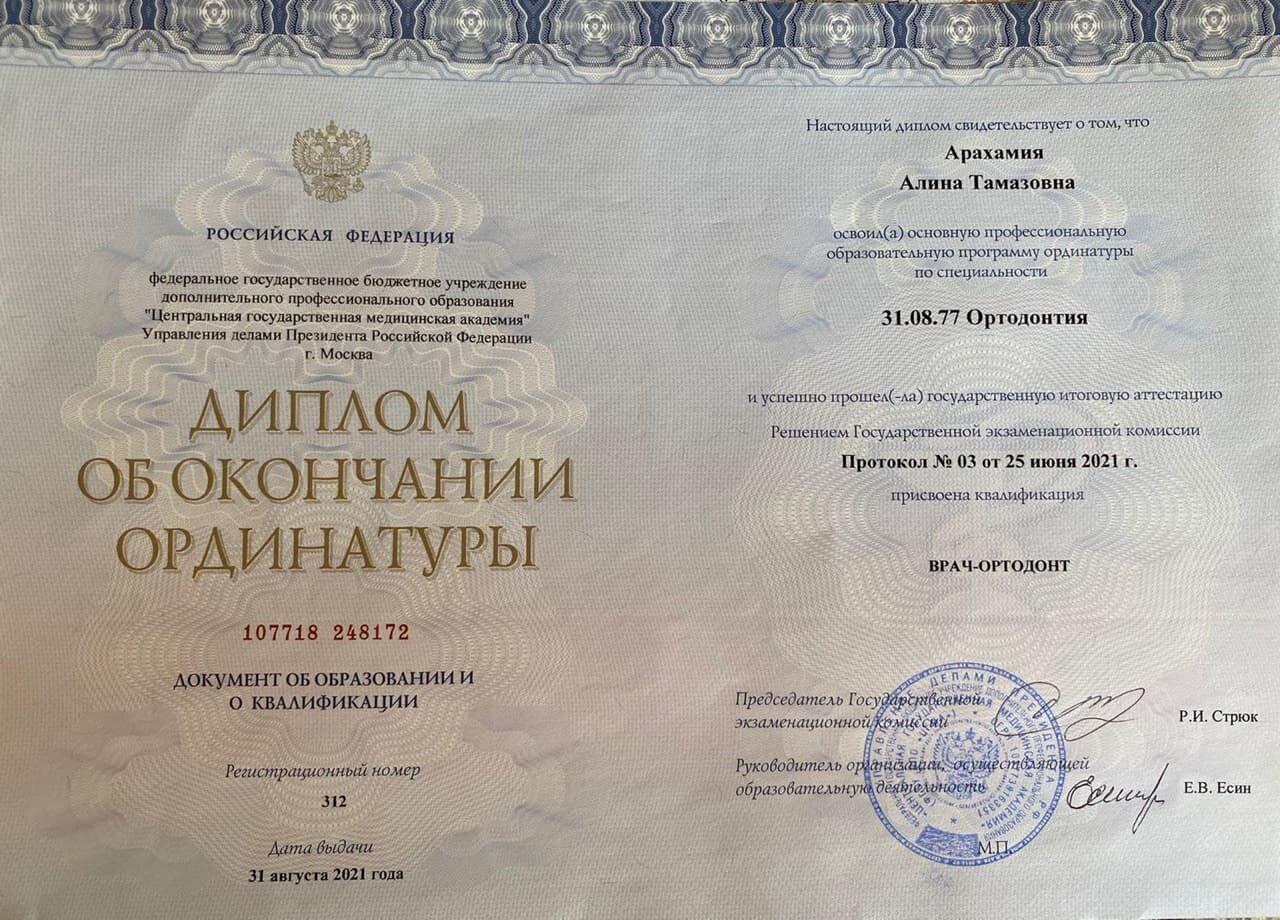 РОССИЙСКАЯ ФЕДЕРАЦИЯ
федеральное государственное бюджетное учреждение
дополнительного профессионального образования
"Центральная государственная медицинская академия"
Управления делами Президента Российской Федерации
г. Москва
ДИПЛОМ
ОБ ОКОНЧАНИИ
ОРДИНАТУРЫ
107718 248172
ДОКУМЕНТ ОБ ОБРАЗОВАНИИ И
О КВАЛИФИКАЦИИ
Регистрационный номер
312
Дата выдачи
31 августа 2021 года
Настоящий диплом свидетельствует о том, что
Арахамия
Алина Тамазовна
освоил(а) основную профессиональную
образовательную программу ординатуры
по специальности
31.08.77 Ортодонтия
и успешно прошел(-ла) государственную итоговую аттестацию
Решением Государственной экзаменационной комиссии
Протокол № 03 от 25 июня 2021 г.
присвоена квалификация
ВРАЧ-ОРТОДОНТ
Председатель Государственной
экзаменационной комиссии
Р.И. Стрюк
Руководитель организации, осуществляющей
образовательную деятельность
Е.В. Есин
М.П.